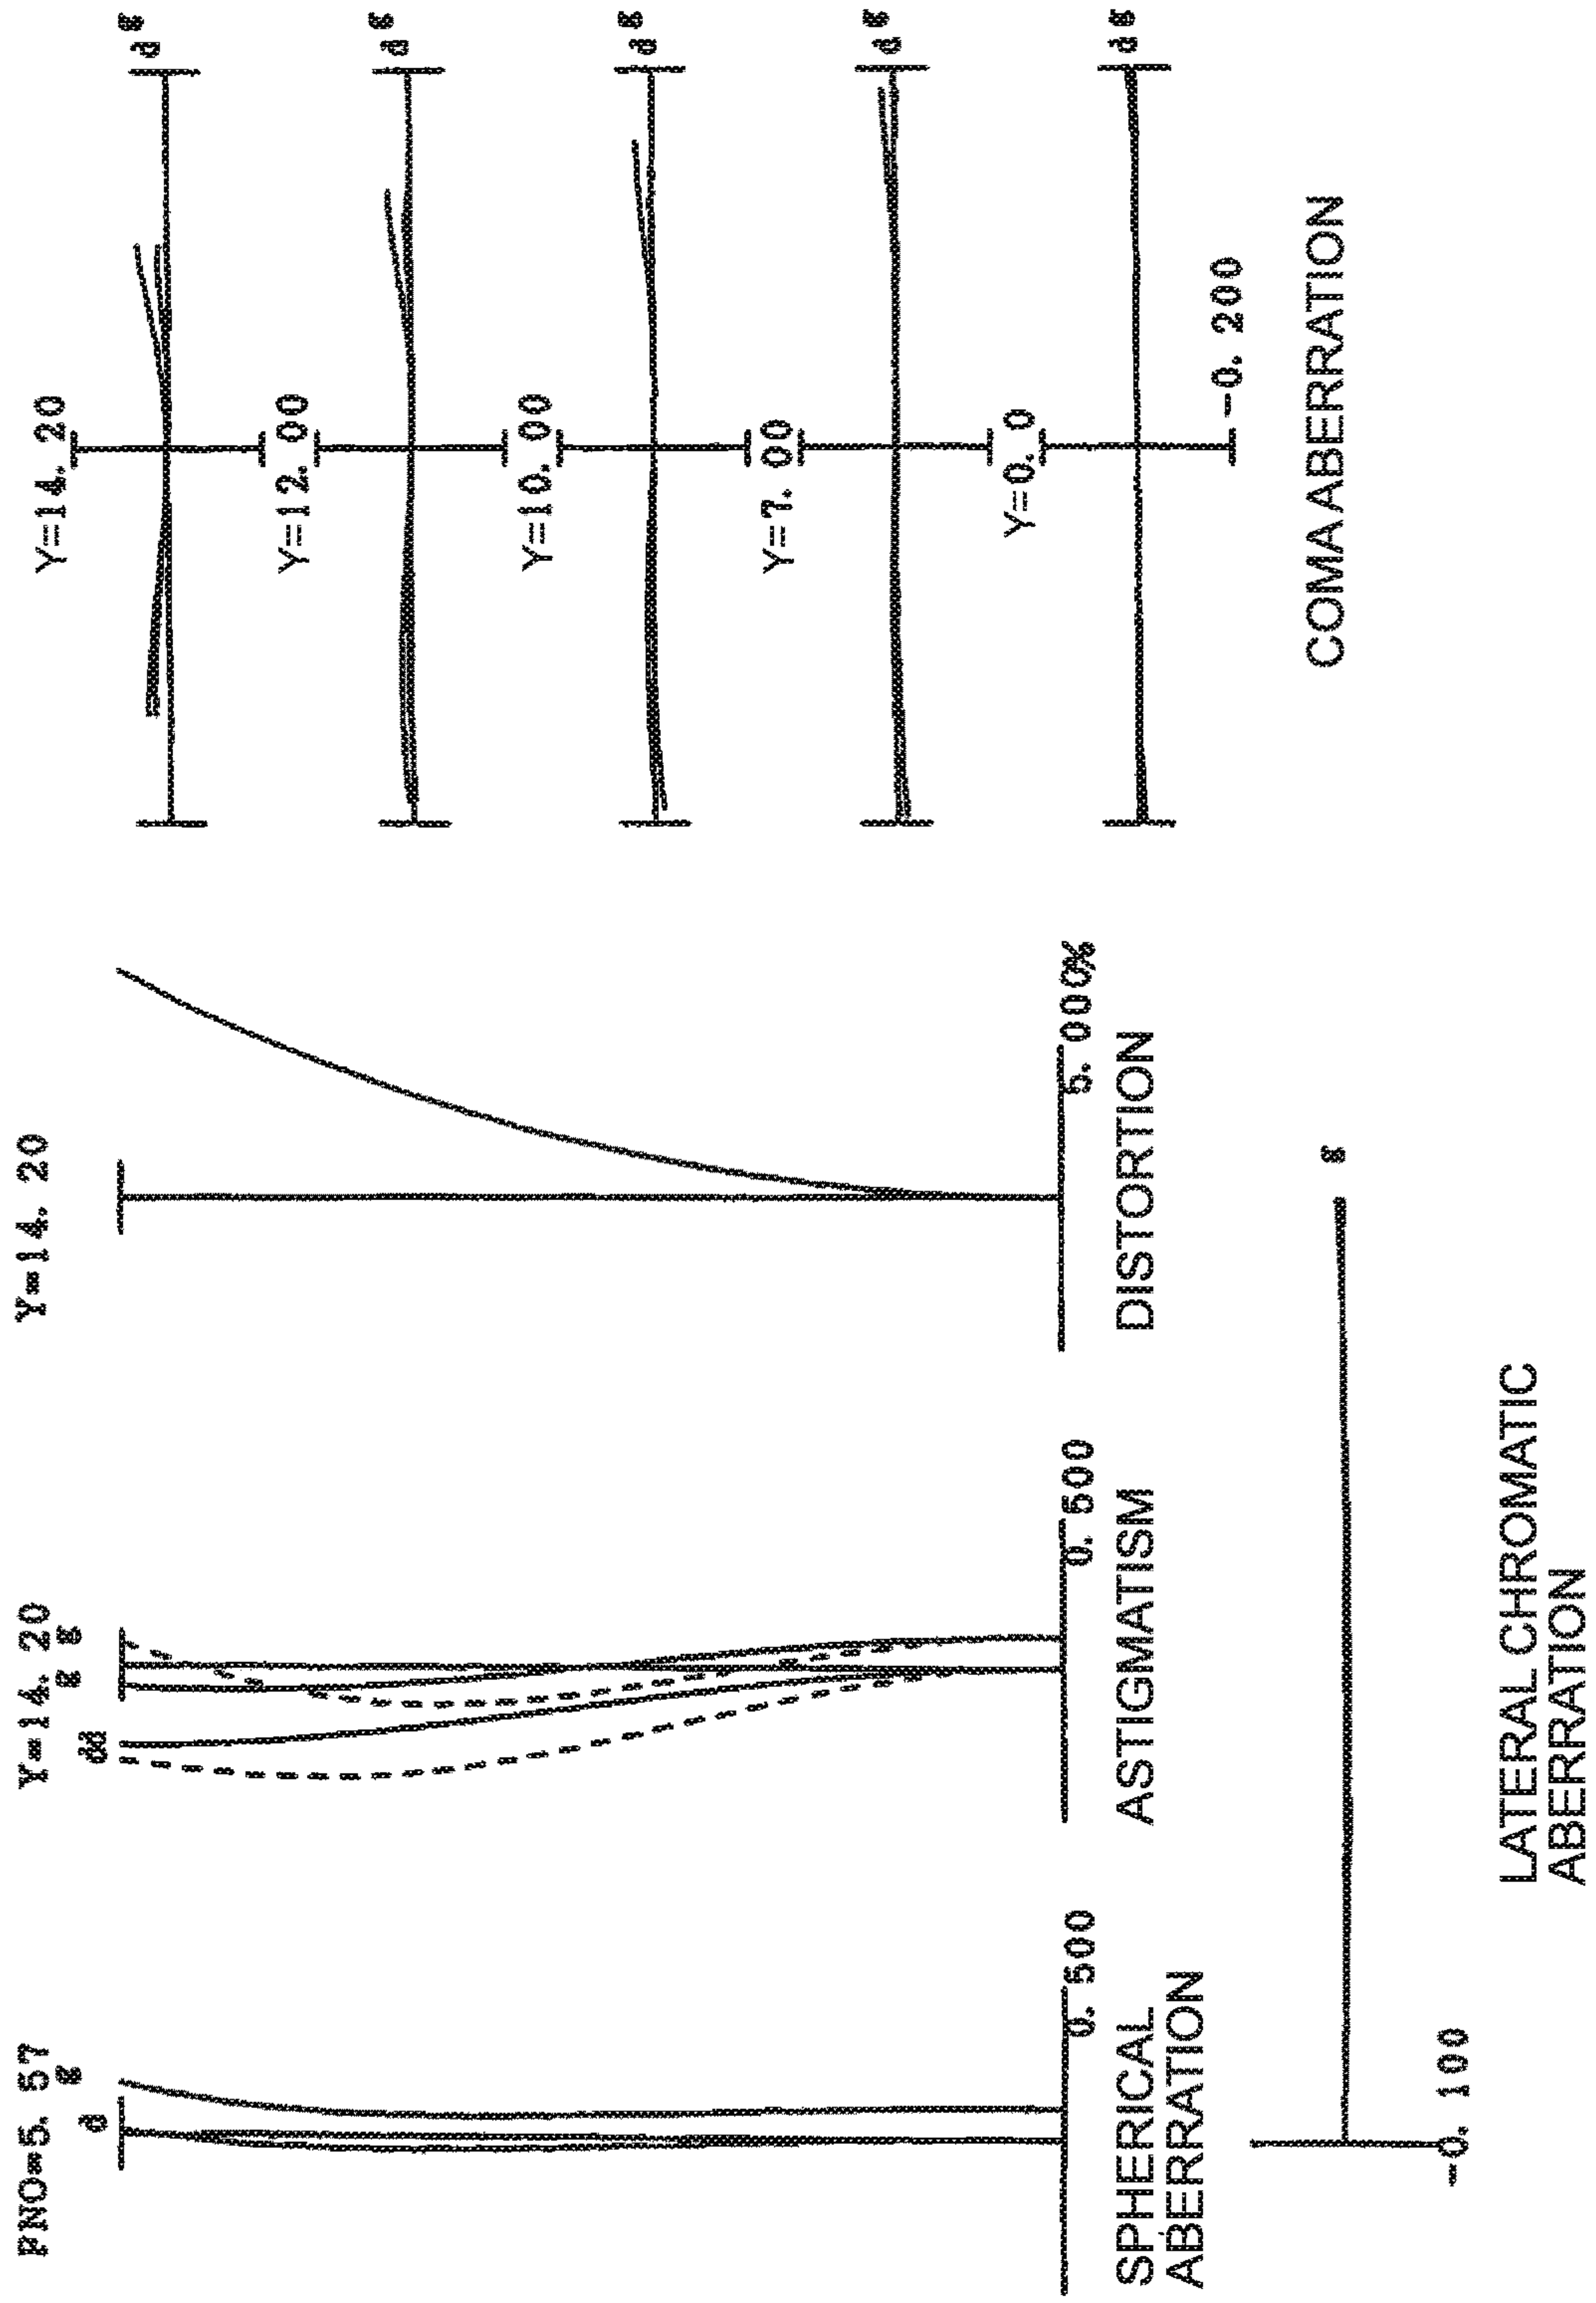 FNO=5. 57
g
d
0. 500
SPHERICAL
ABERRATION
Y=14. 20
g g
dd
0. 500
ASTIGMATISM
Y=14. 20
5. 00%
DISTORTION
Y=14. 20
g
d
Y=12. 00
g
d
Y=10. 00
g
d
Y=7. 00
g
d
Y=0. 0
g
d
-0. 200
COMA ABERRATION
g
-0. 100
LATERAL CHROMATIC
ABERRATION